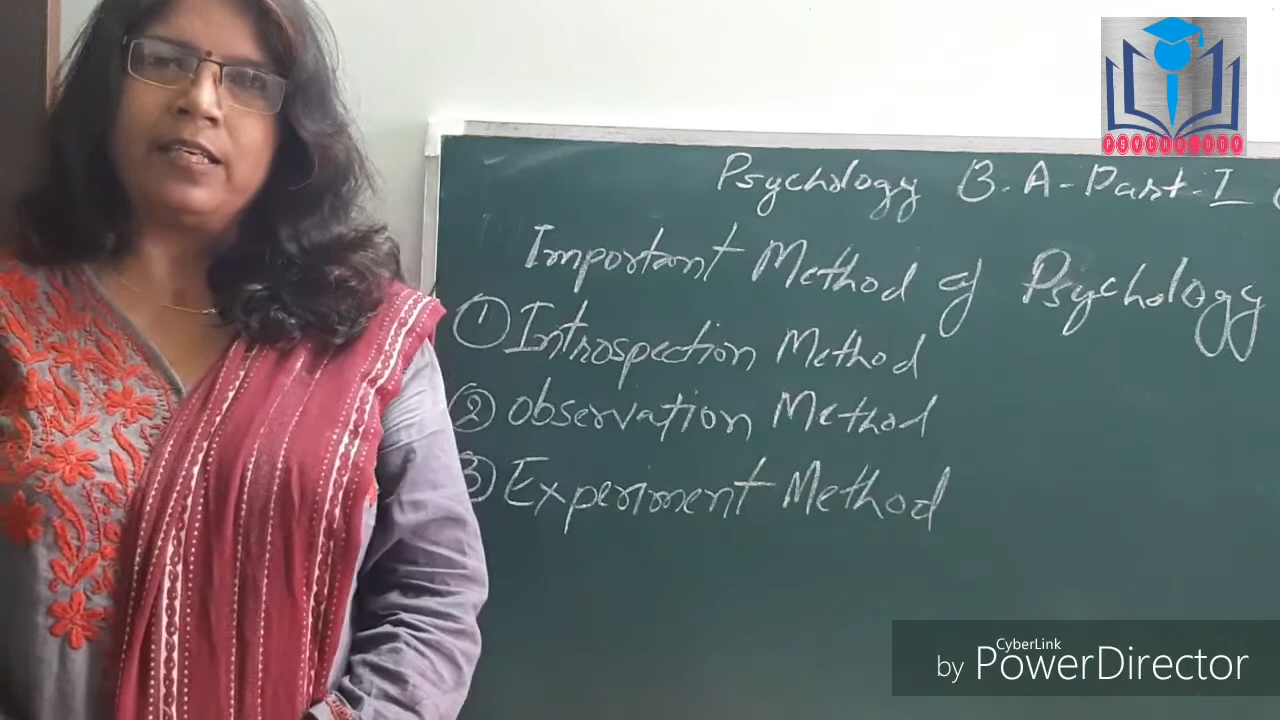 Psychology B.A-Part-I
Important Method of Psychology
① Introspection Method
② Observation Method
③ Experiment Method
CyberLink
by PowerDirector